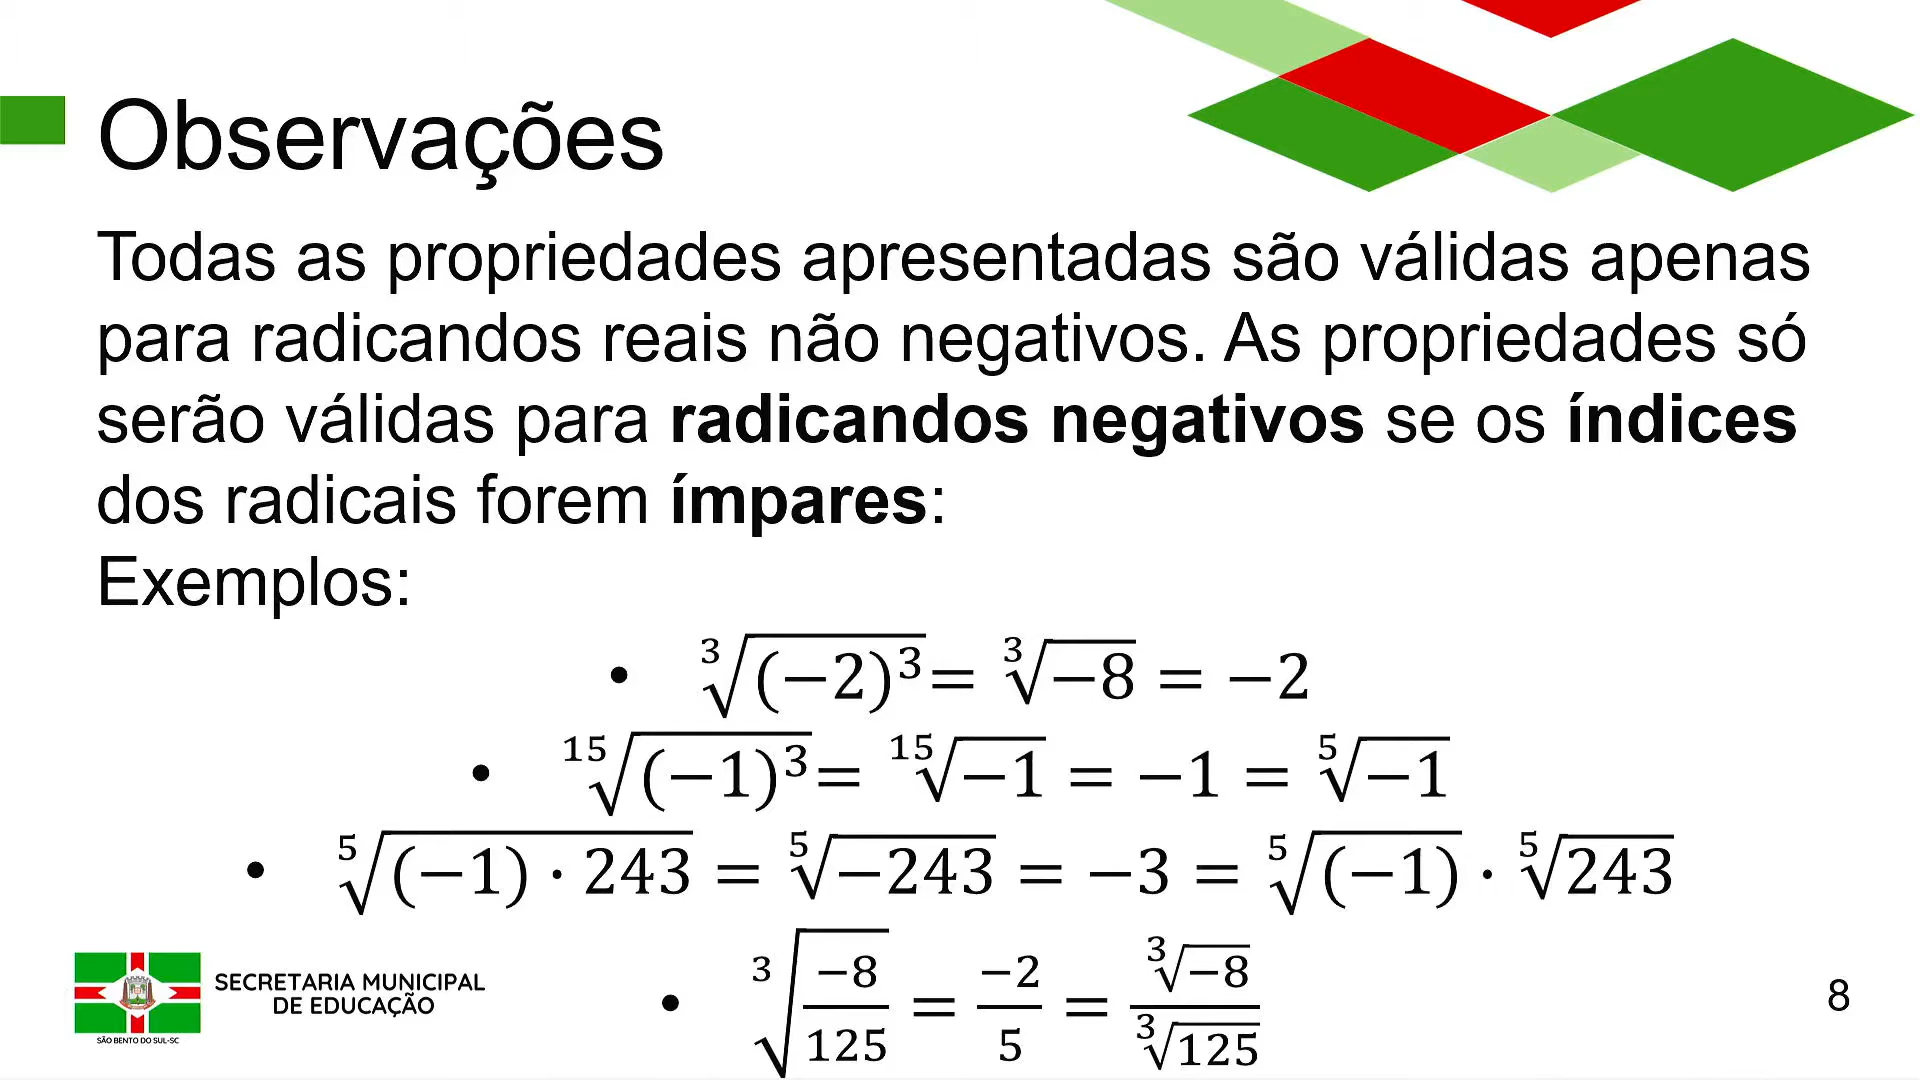 Observações
Todas as propriedades apresentadas são válidas apenas
para radicandos reais não negativos. As propriedades só
serão válidas para radicandos negativos se os índices
dos radicais forem ímpares:
Exemplos:
• ∛(−2)³ = ∛−8 = −2
• ¹⁵√(−1)³ = ¹⁵√−1 = −1 = ⁵√−1
• ⁵√(−1) · 243 = ⁵√−243 = −3 = ⁵√(−1) · ⁵√243
• ∛(−8/125) = −2/5 = ∛−8/∛125
SECRETARIA MUNICIPAL
DE EDUCAÇÃO
SÃO BENTO DO SUL-SC
8